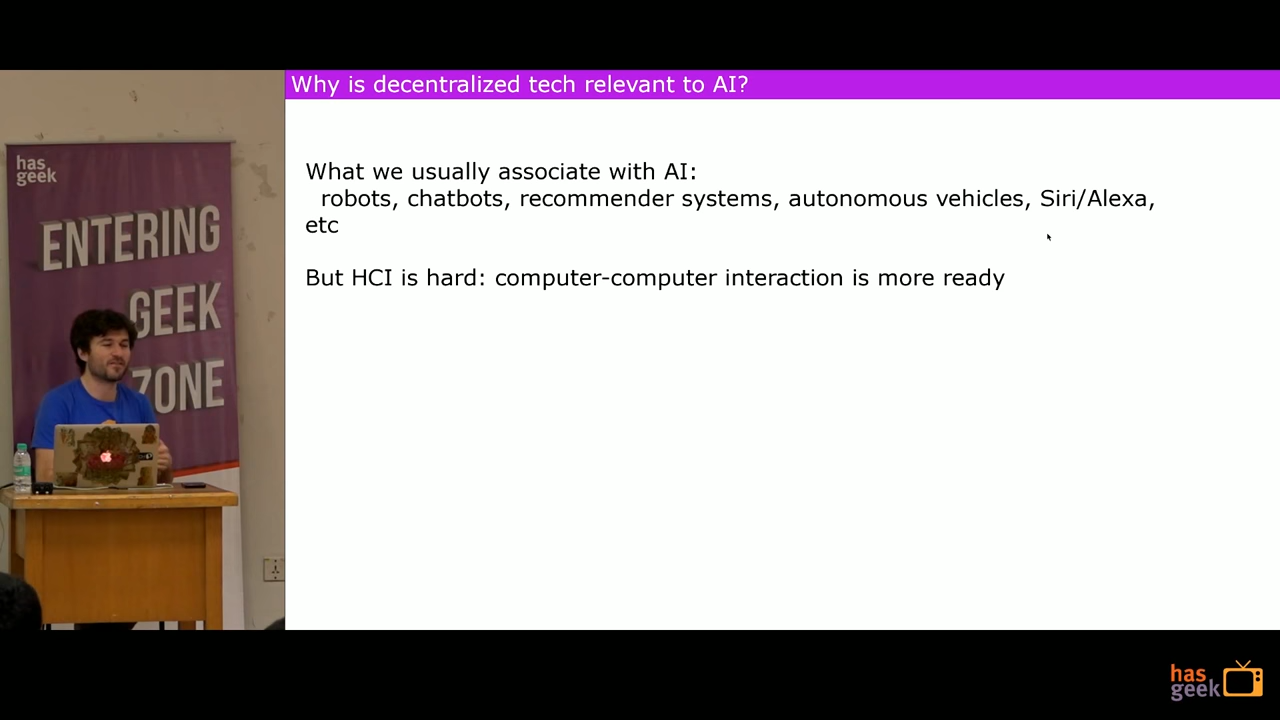 Why is decentralized tech relevant to AI?
What we usually associate with AI:
robots, chatbots, recommender systems, autonomous vehicles, Siri/Alexa,
etc
But HCI is hard: computer-computer interaction is more ready
has
geek
ENTERING
GEEK
ZONE
has
geek